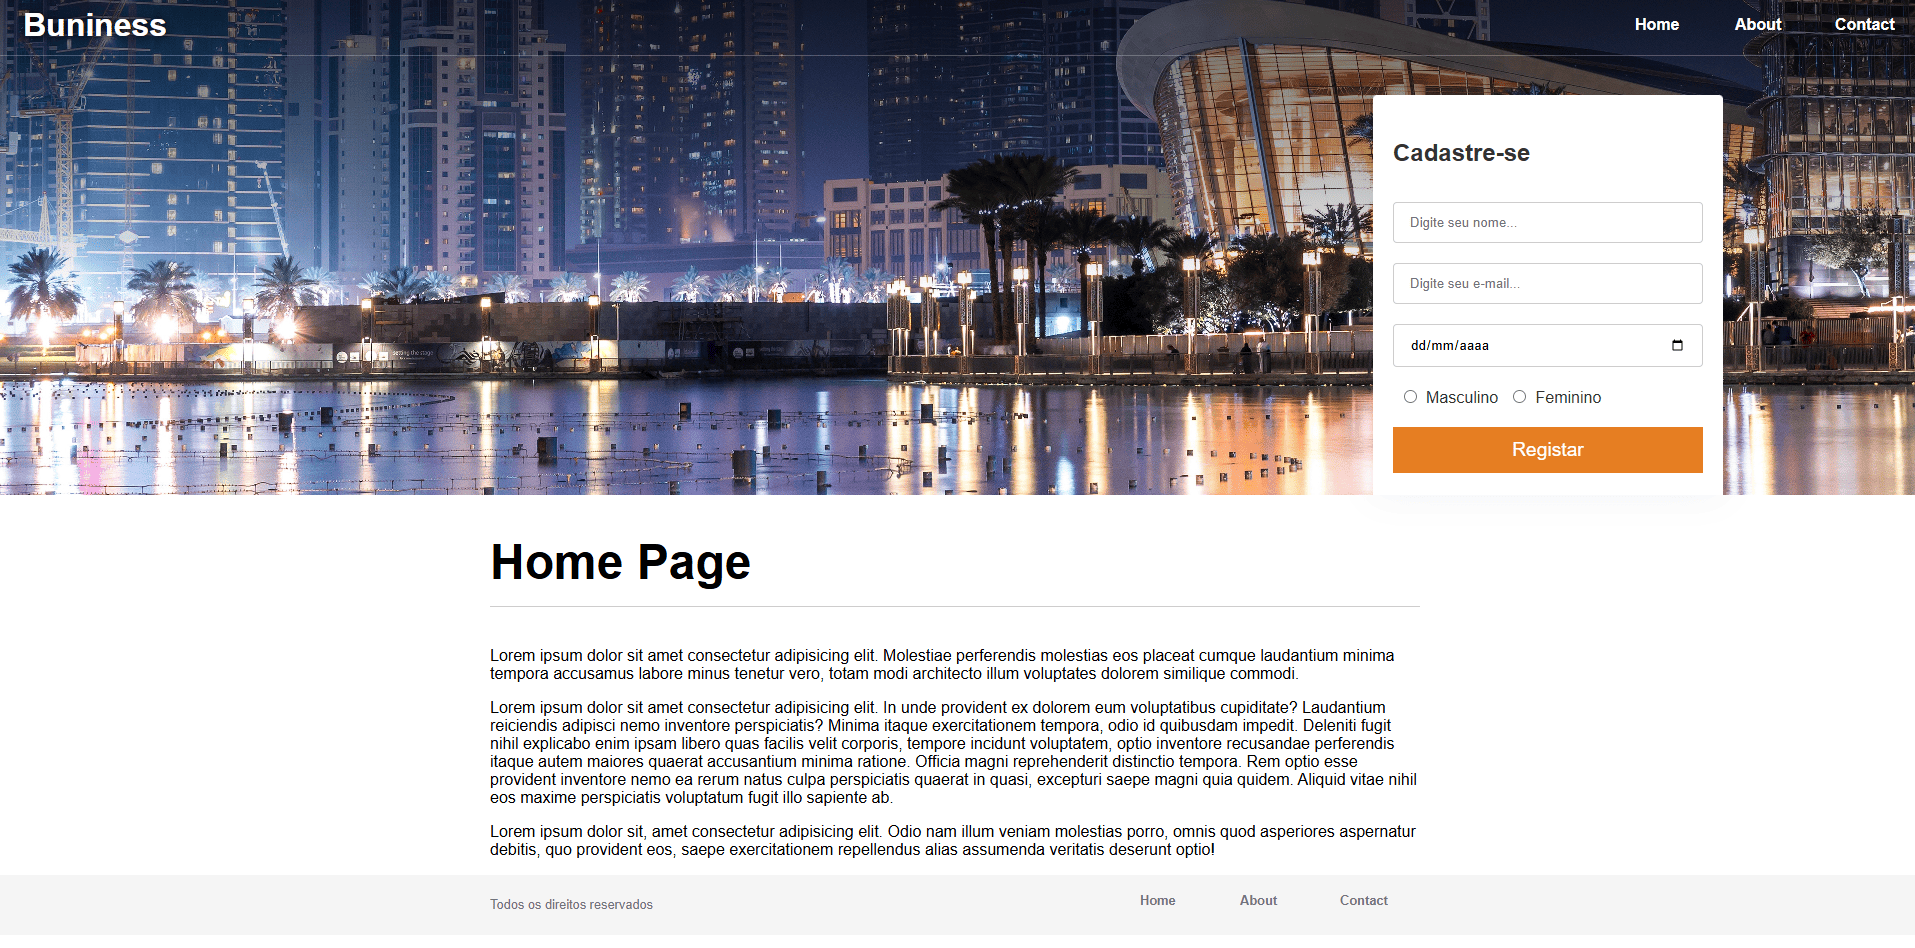 Buniness
Home About Contact
Cadastre-se
Digite seu nome...
Digite seu e-mail...
dd/mm/aaaa
Masculino Feminino
Registar
setting the stage
Home Page
Lorem ipsum dolor sit amet consectetur adipisicing elit. Molestiae perferendis molestias eos placeat cumque laudantium minima
tempora accusamus labore minus tenetur vero, totam modi architecto illum voluptates dolorem similique commodi.
Lorem ipsum dolor sit amet consectetur adipisicing elit. In unde provident ex dolorem eum voluptatibus cupiditate? Laudantium
reiciendis adipisci nemo inventore perspiciatis? Minima itaque exercitationem tempora, odio id quibusdam impedit. Deleniti fugit
nihil explicabo enim ipsam libero quas facilis velit corporis, tempore incidunt voluptatem, optio inventore recusandae perferendis
itaque autem maiores quaerat accusantium minima ratione. Officia magni reprehenderit distinctio tempora. Rem optio esse
provident inventore nemo ea rerum natus culpa perspiciatis quaerat in quasi, excepturi saepe magni quia quidem. Aliquid vitae nihil
eos maxime perspiciatis voluptatum fugit illo sapiente ab.
Lorem ipsum dolor sit, amet consectetur adipisicing elit. Odio nam illum veniam molestias porro, omnis quod asperiores aspernatur
debitis, quo provident eos, saepe exercitationem repellendus alias assumenda veritatis deserunt optio!
Todos os direitos reservados
Home About Contact